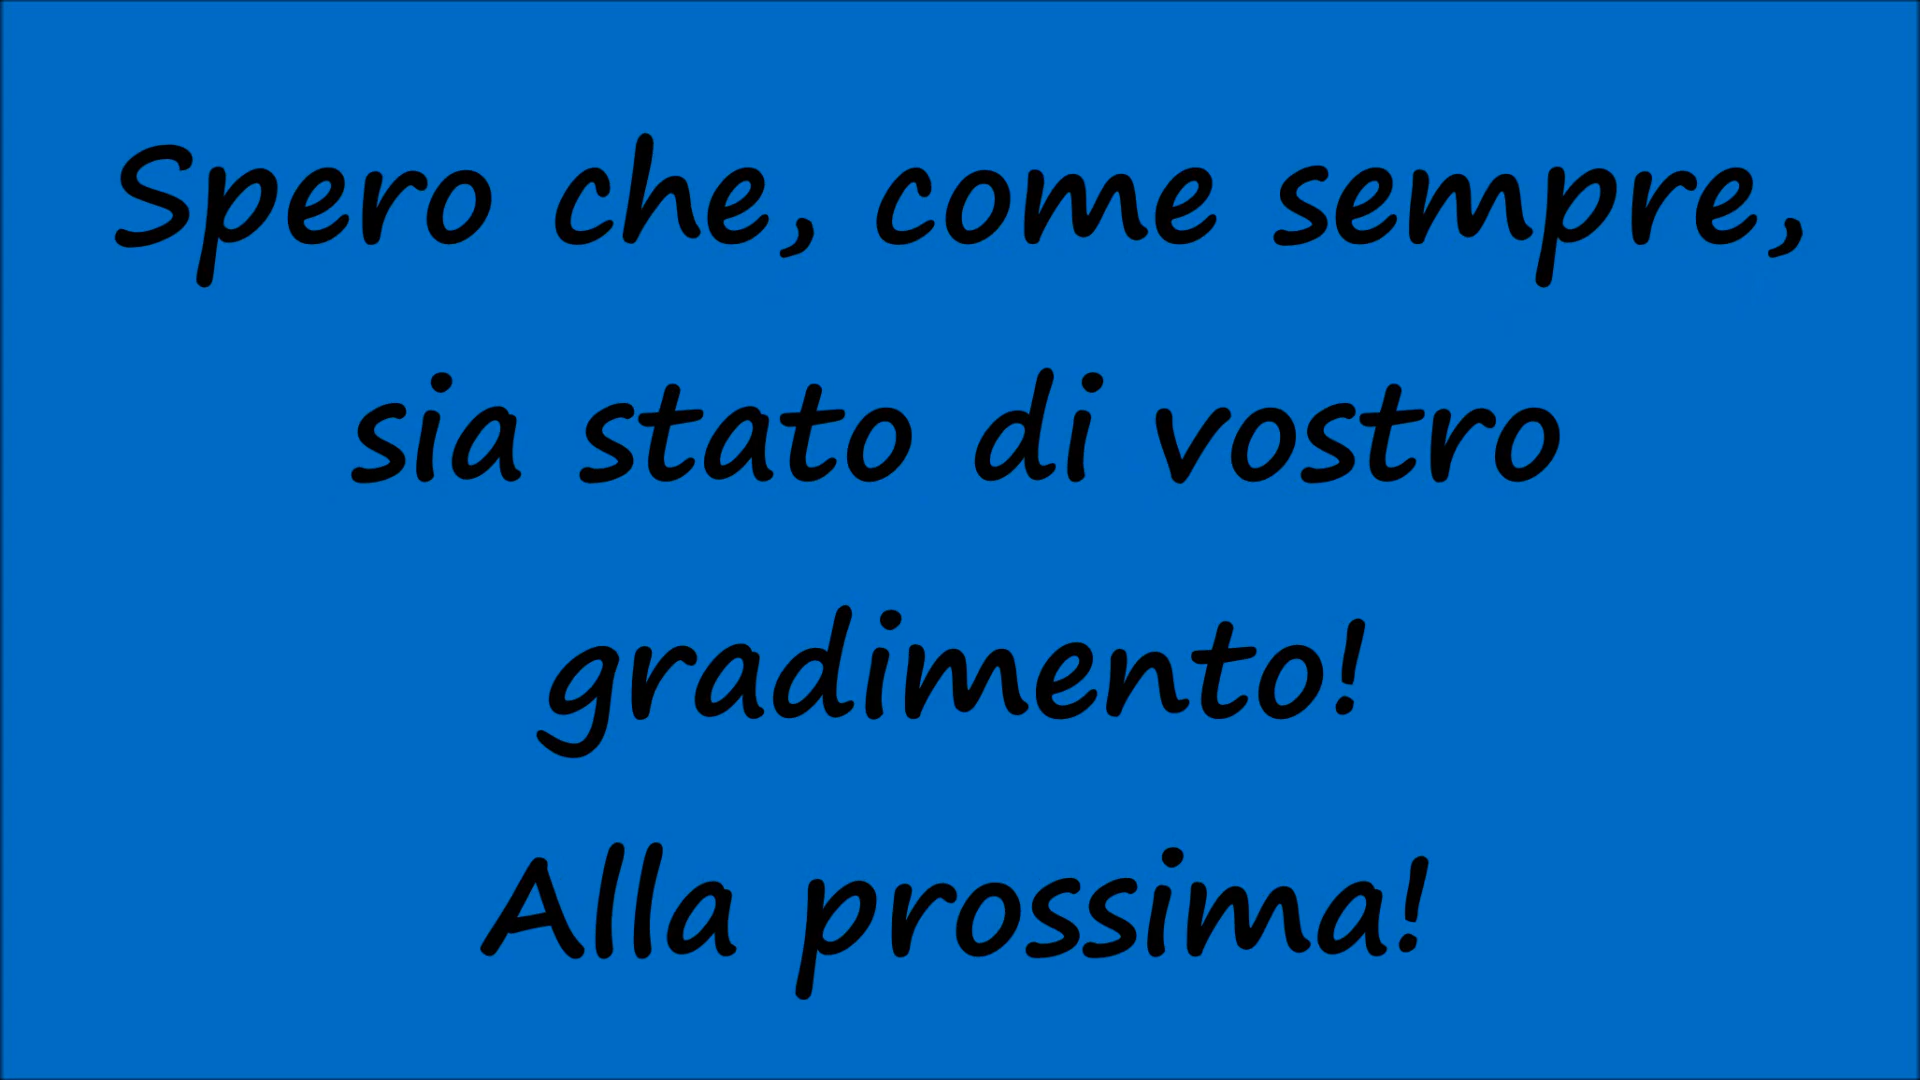 Spero che, come sempre,
sia stato di vostro
gradimento!
Alla prossima!